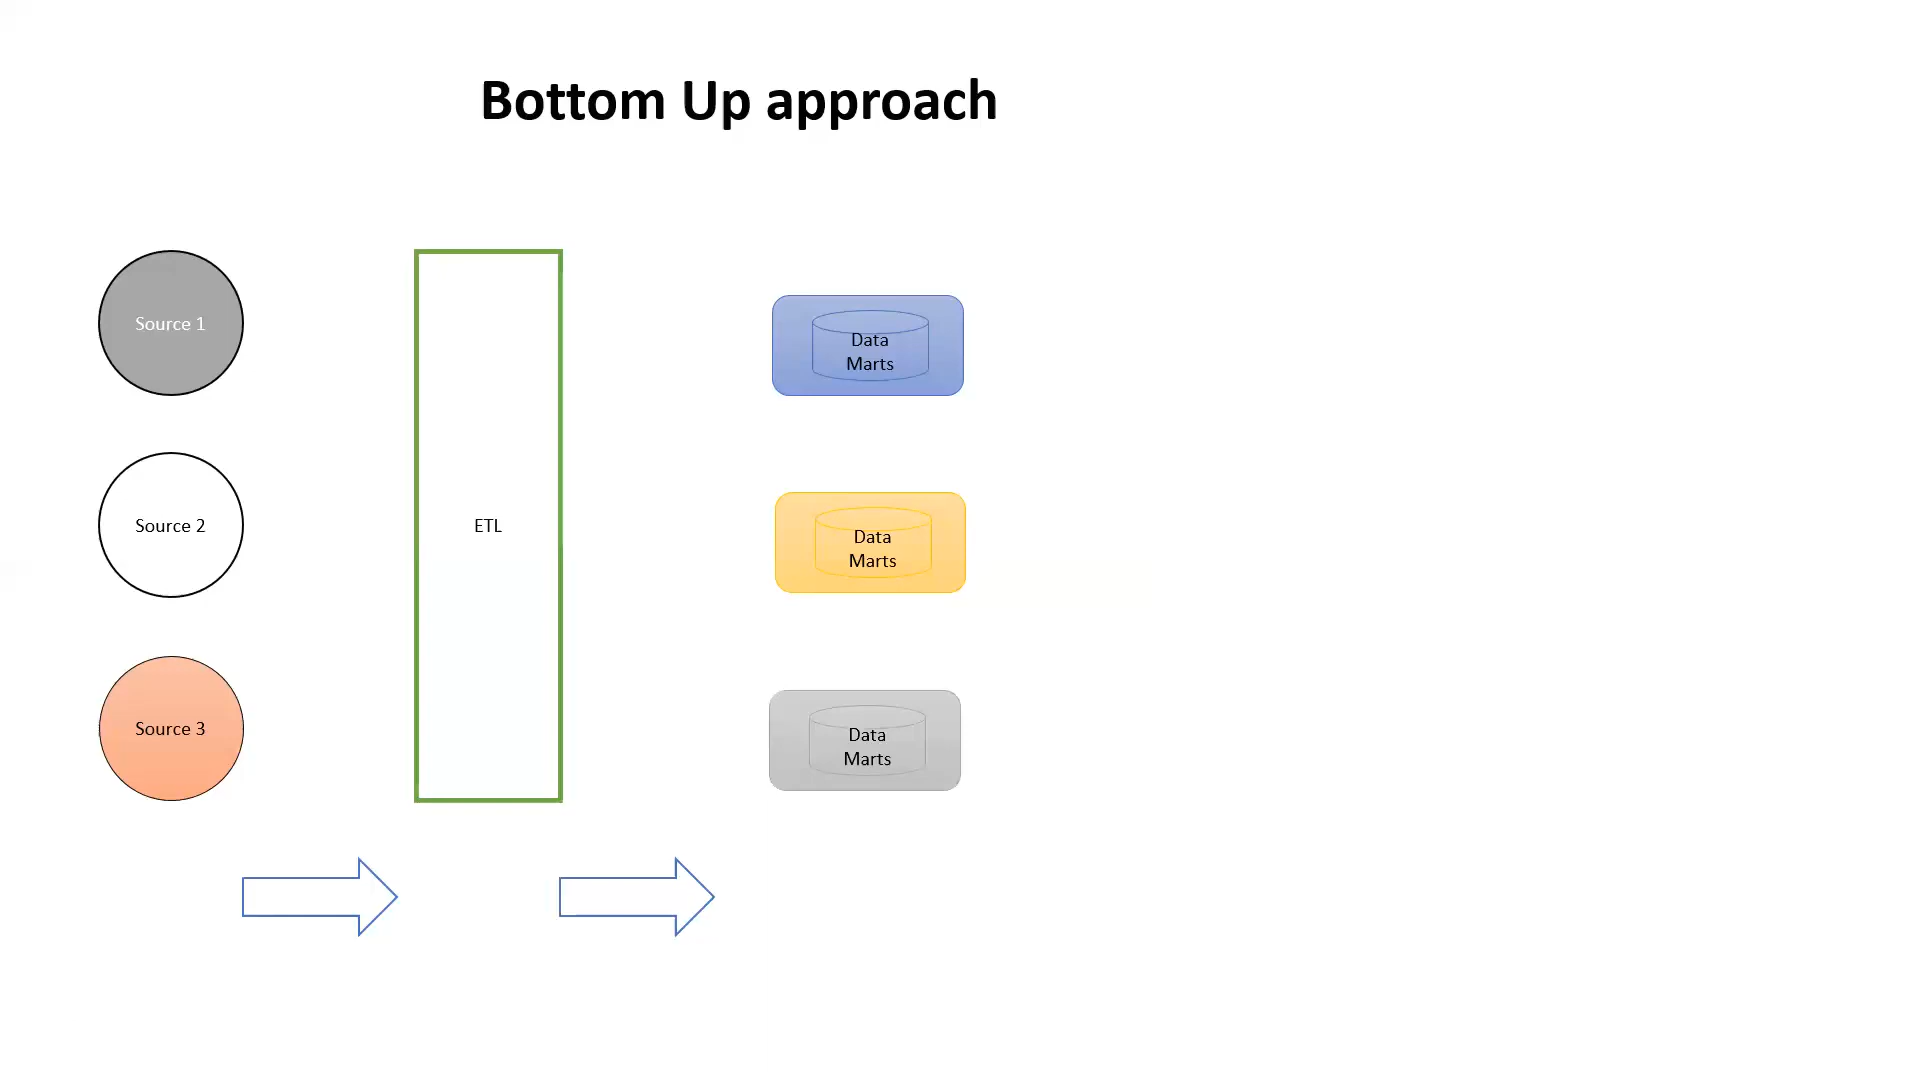 Bottom Up approach
Source 1
Source 2
Source 3
ETL
Data
Marts
Data
Marts
Data
Marts